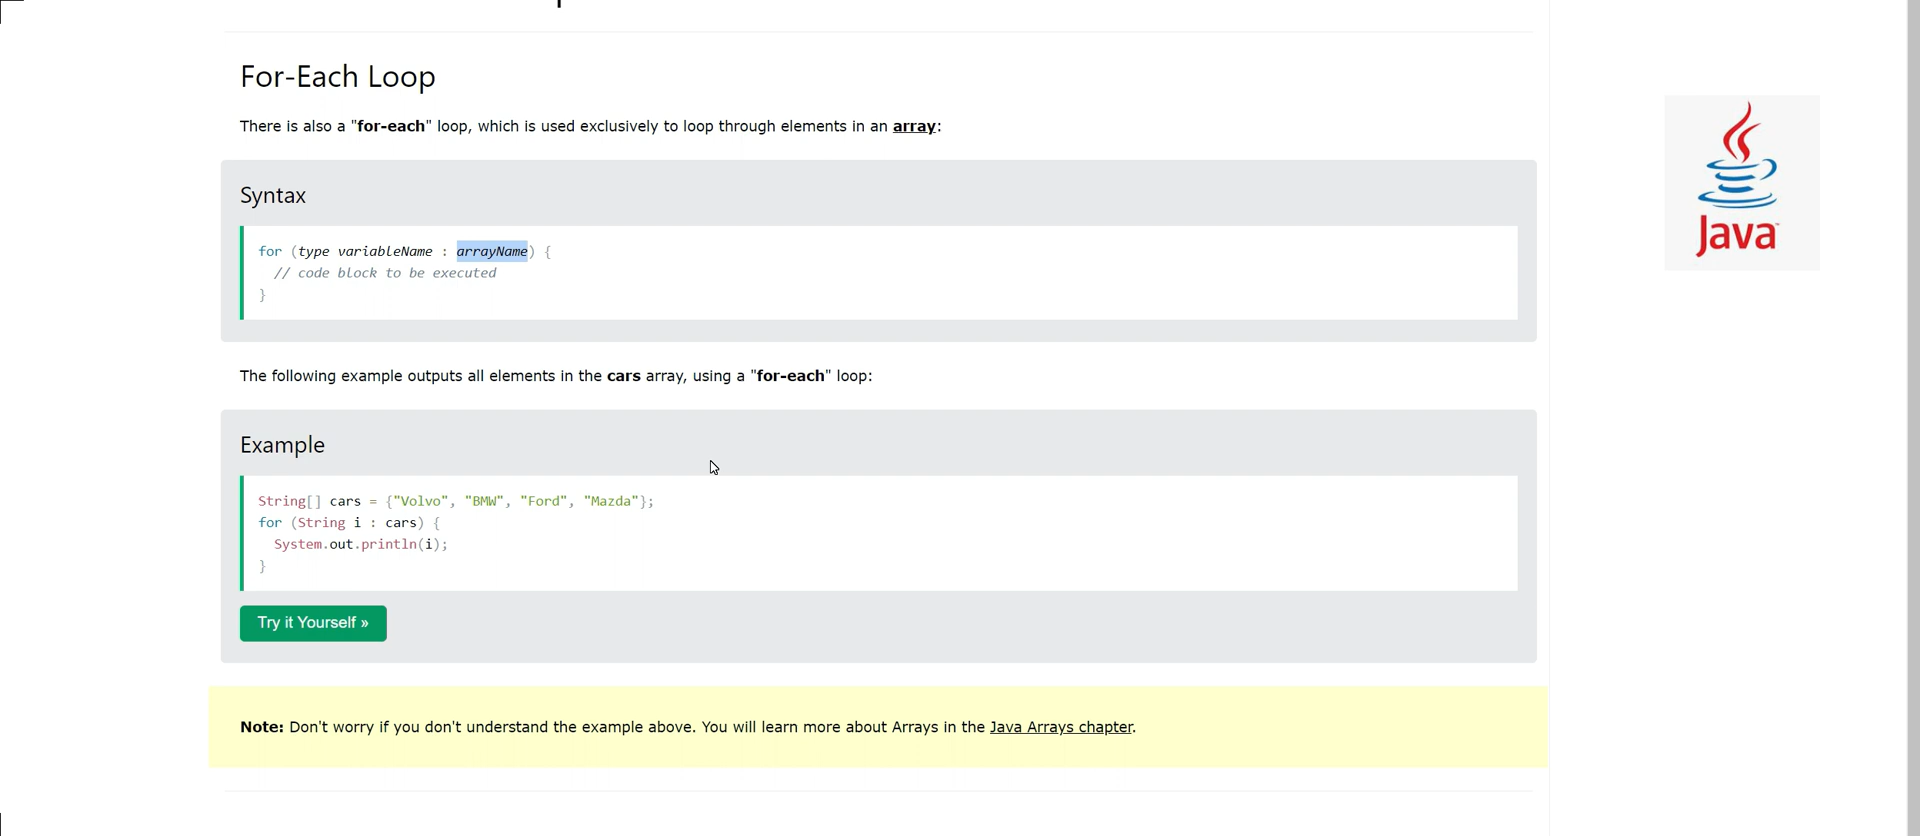 For-Each Loop
There is also a "for-each" loop, which is used exclusively to loop through elements in an array:
Syntax
for (type variableName : arrayName) {
  // code block to be executed
}
The following example outputs all elements in the cars array, using a "for-each" loop:
Example
String[] cars = {"Volvo", "BMW", "Ford", "Mazda"};
for (String i : cars) {
  System.out.println(i);
}
Try it Yourself »
Note: Don't worry if you don't understand the example above. You will learn more about Arrays in the Java Arrays chapter.
Java™